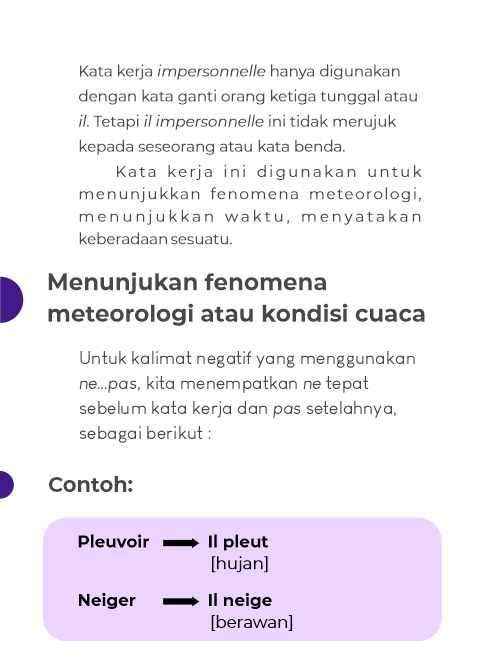 Kata kerja impersonnelle hanya digunakan
dengan kata ganti orang ketiga tunggal atau
il. Tetapi il impersonnelle ini tidak merujuk
kepada seseorang atau kata benda.
Kata kerja ini digunakan untuk
menunjukkan fenomena meteorologi,
menunjukkan waktu, menyatakan
keberadaan sesuatu.
Menunjukan fenomena
meteorologi atau kondisi cuaca
Untuk kalimat negatif yang menggunakan
ne...pas, kita menempatkan ne tepat
sebelum kata kerja dan pas setelahnya,
sebagai berikut :
Contoh:
Pleuvoir Il pleut
[hujan]
Neiger Il neige
[berawan]